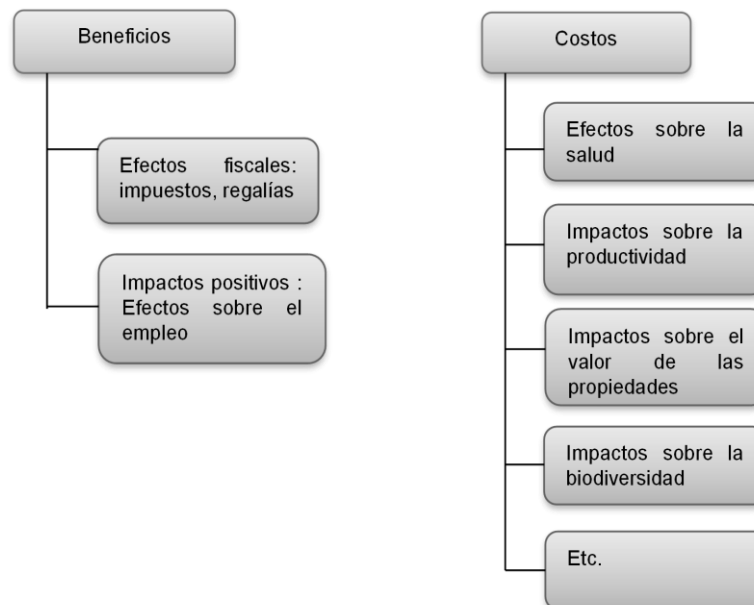 Beneficios
Efectos fiscales:
impuestos, regalías
Impactos positivos :
Efectos sobre el
empleo
Costos
Efectos sobre la
salud
Impactos sobre la
productividad
Impactos sobre el
valor de las
propiedades
Impactos sobre la
biodiversidad
Etc.